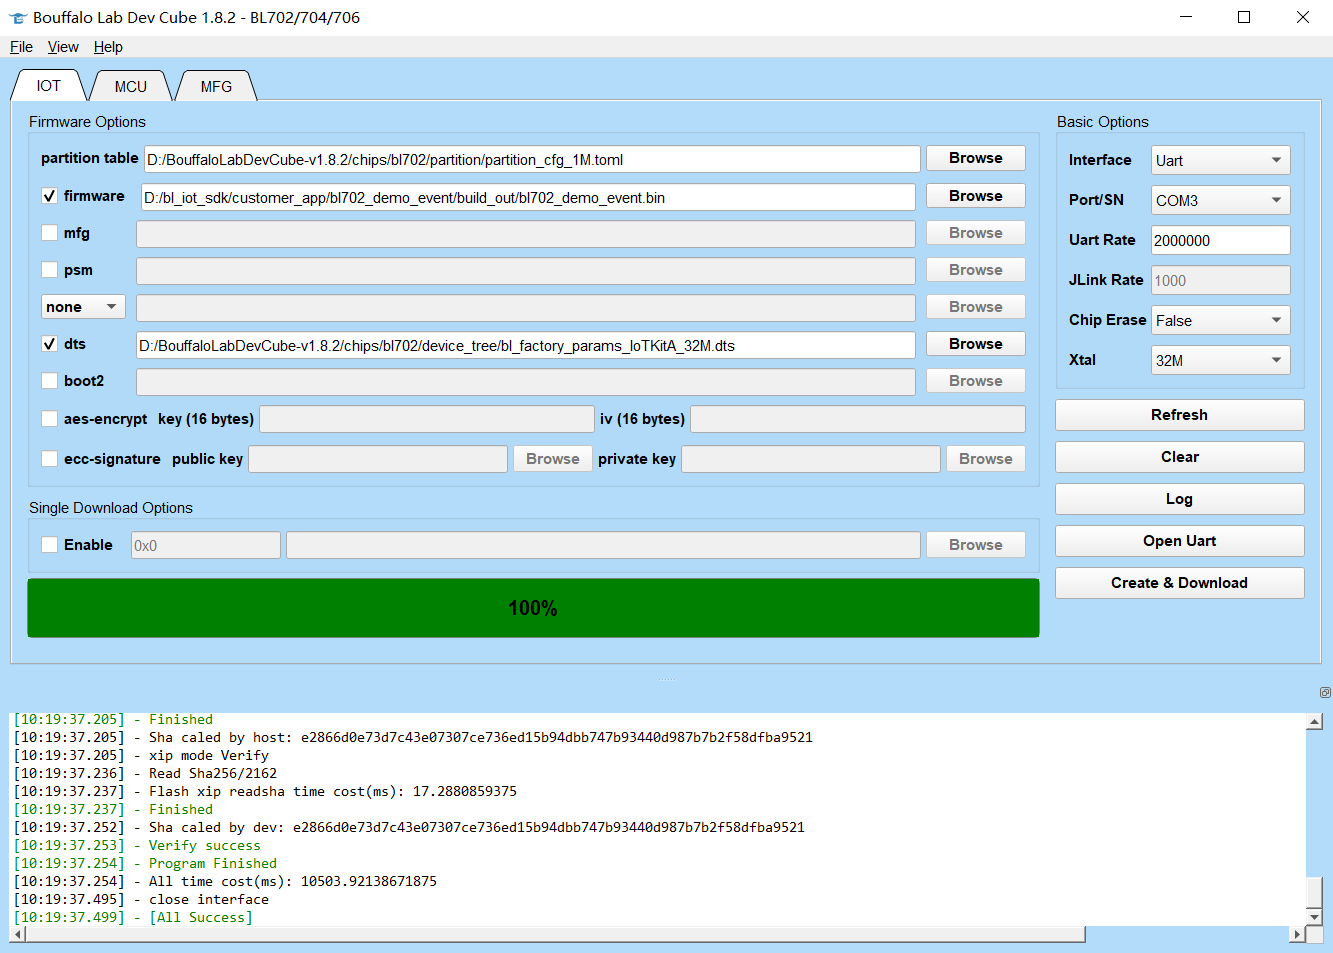 Bouffalo Lab Dev Cube 1.8.2 - BL702/704/706
File View Help
IOT MCU MFG
Firmware Options
partition table D:/BouffaloLabDevCube-v1.8.2/chips/bl702/partition/partition_cfg_1M.toml Browse
firmware D:/bl_iot_sdk/customer_app/bl702_demo_event/build_out/bl702_demo_event.bin Browse
mfg Browse
psm Browse
none Browse
dts D:/BouffaloLabDevCube-v1.8.2/chips/bl702/device_tree/bl_factory_params_IoTKitA_32M.dts Browse
boot2 Browse
aes-encrypt key (16 bytes) iv (16 bytes)
ecc-signature public key Browse private key Browse
Single Download Options
Enable 0x0 Browse
100%
Basic Options
Interface Uart
Port/SN COM3
Uart Rate 2000000
JLink Rate 1000
Chip Erase False
Xtal 32M
Refresh
Clear
Log
Open Uart
Create & Download
[10:19:37.205] - Finished
[10:19:37.205] - Sha caled by host: e2866d0e73d7c43e07307ce736ed15b94dbb747b93440d987b7b2f58dfba9521
[10:19:37.205] - xip mode Verify
[10:19:37.236] - Read Sha256/2162
[10:19:37.237] - Flash xip readsha time cost(ms): 17.2880859375
[10:19:37.237] - Finished
[10:19:37.252] - Sha caled by dev: e2866d0e73d7c43e07307ce736ed15b94dbb747b93440d987b7b2f58dfba9521
[10:19:37.253] - Verify success
[10:19:37.254] - Program Finished
[10:19:37.254] - All time cost(ms): 10503.92138671875
[10:19:37.495] - close interface
[10:19:37.499] - [All Success]